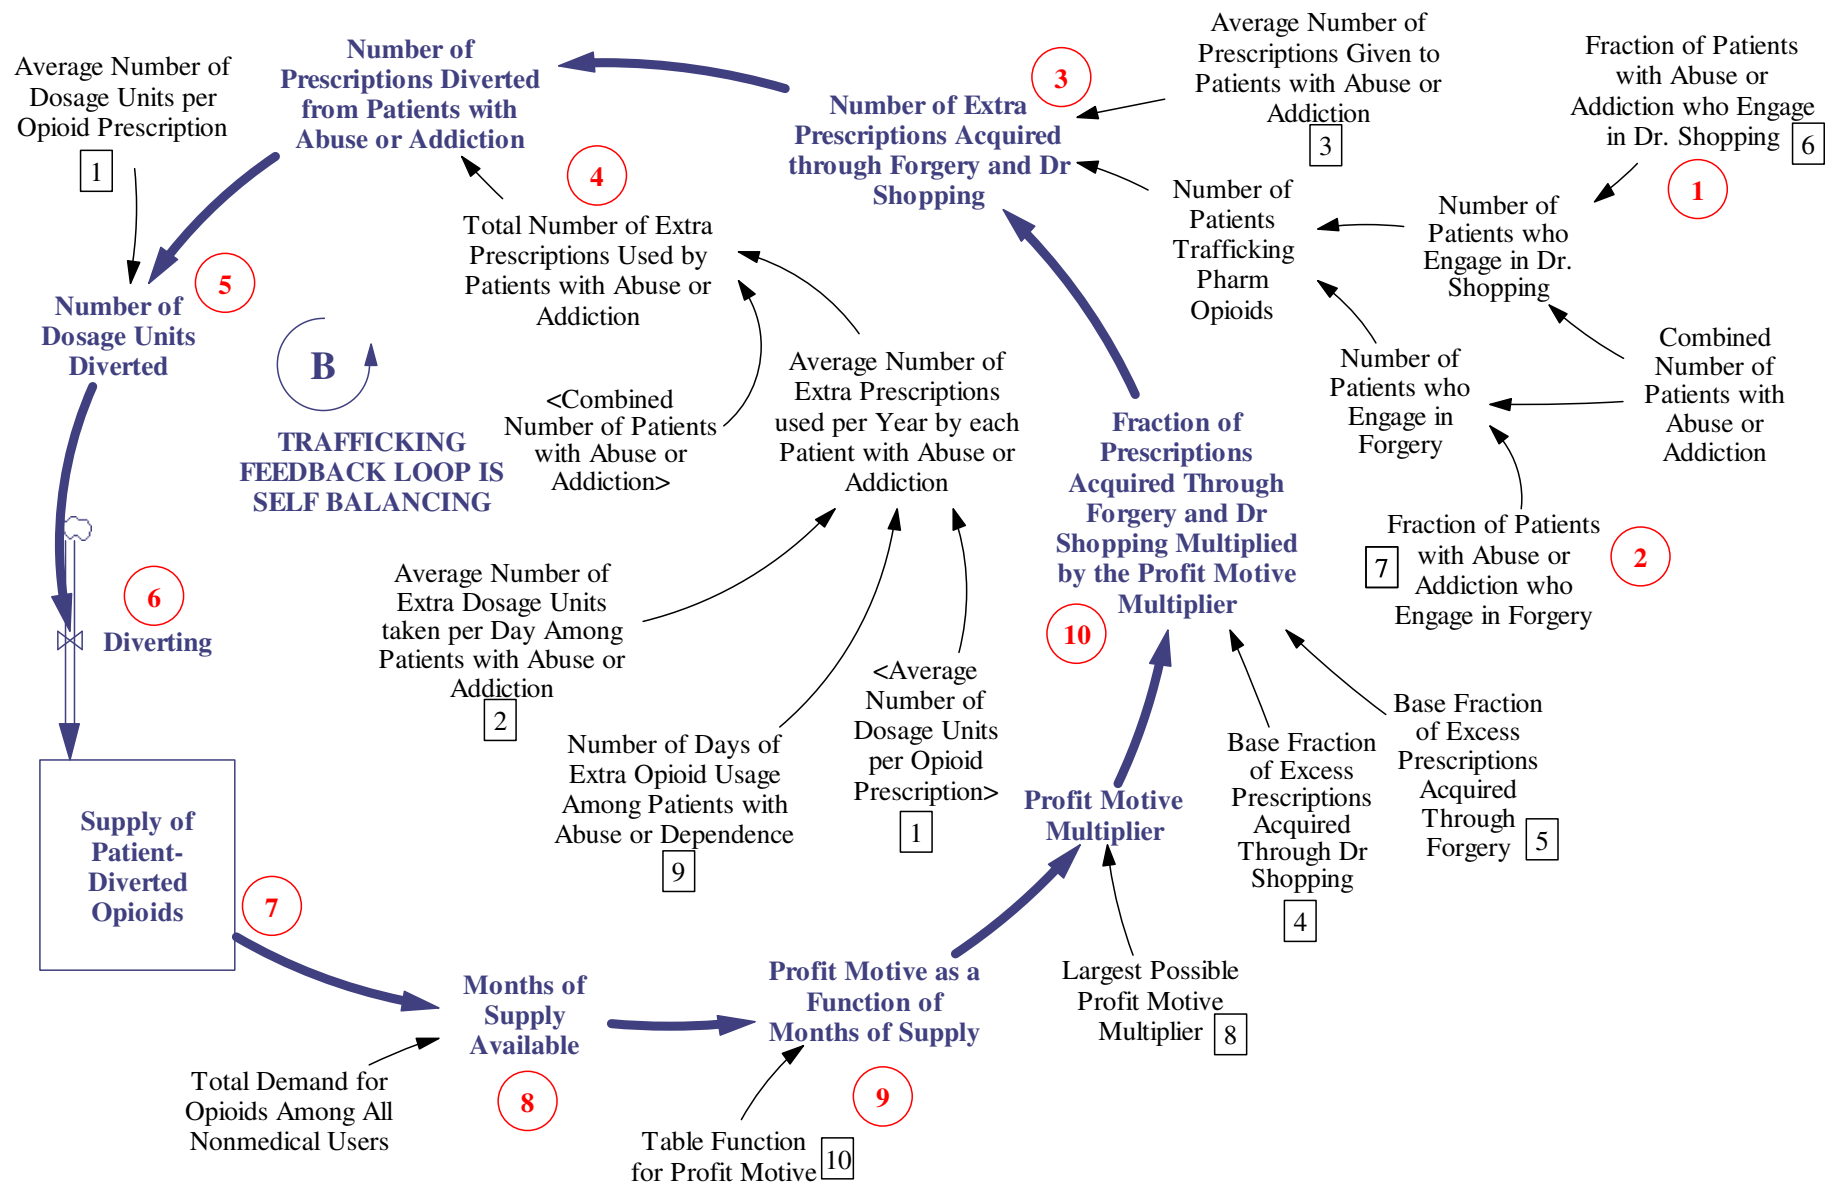 Average Number of
Dosage Units per
Opioid Prescription
1
Number of
Prescriptions Diverted
from Patients with
Abuse or Addiction
Number of Extra
Prescriptions Acquired
through Forgery and Dr
Shopping
3
Average Number of
Prescriptions Given to
Patients with Abuse or
Addiction
3
Fraction of Patients
with Abuse or
Addiction who Engage
in Dr. Shopping
6
1
4
Total Number of Extra
Prescriptions Used by
Patients with Abuse or
Addiction
Number of
Patients
Trafficking
Pharm
Opioids
Number of
Patients who
Engage in Dr.
Shopping
5
Number of
Dosage Units
Diverted
B
TRAFFICKING
FEEDBACK LOOP IS
SELF BALANCING
<Combined
Number of Patients
with Abuse or
Addiction>
Average Number of
Extra Prescriptions
used per Year by each
Patient with Abuse or
Addiction
Number of
Patients who
Engage in
Forgery
Combined
Number of
Patients with
Abuse or
Addiction
Fraction of
Prescriptions
Acquired Through
Forgery and Dr
Shopping Multiplied
by the Profit Motive
Multiplier
10
Fraction of Patients
with Abuse or
Addiction who
Engage in Forgery
7
2
6
Diverting
Average Number of
Extra Dosage Units
taken per Day Among
Patients with Abuse or
Addiction
2
Number of Days of
Extra Opioid Usage
Among Patients with
Abuse or Dependence
9
<Average
Number of
Dosage Units
per Opioid
Prescription>
1
Profit Motive
Multiplier
Base Fraction
of Excess
Prescriptions
Acquired
Through Dr
Shopping
4
Base Fraction
of Excess
Prescriptions
Acquired
Through
Forgery
5
Supply of
Patient-
Diverted
Opioids
7
Months of
Supply
Available
8
Profit Motive as a
Function of
Months of Supply
9
Largest Possible
Profit Motive
Multiplier
8
Total Demand for
Opioids Among All
Nonmedical Users
Table Function
for Profit Motive
10